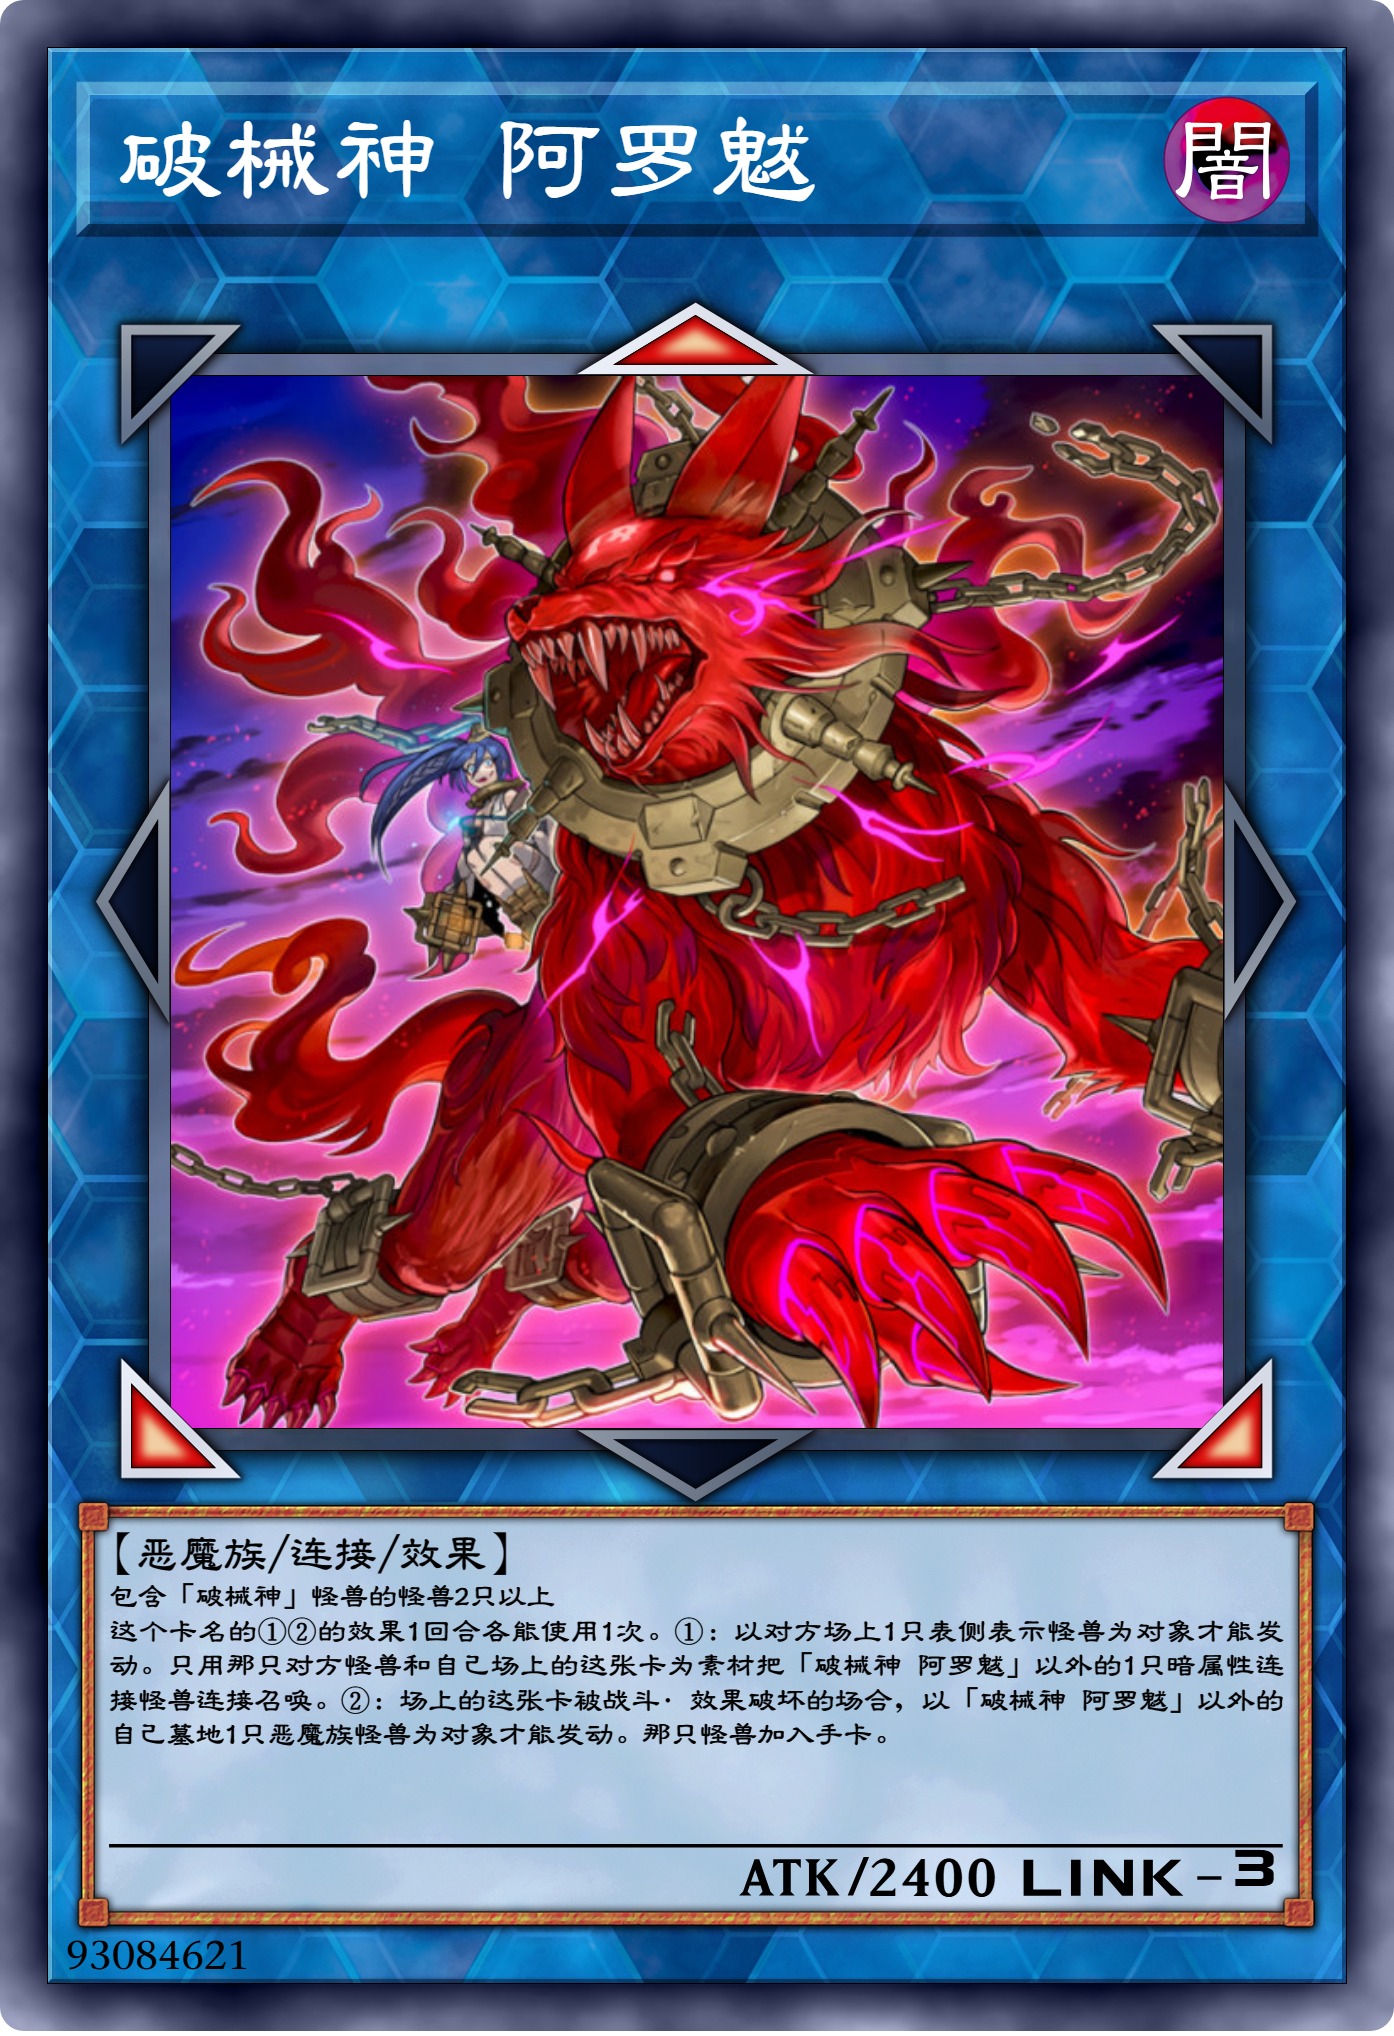 破械神 阿罗魃
闇
【恶魔族/连接/效果】
包含「破械神」怪兽的怪兽2只以上
这个卡名的①②的效果1回合各能使用1次。①：以对方场上1只表侧表示怪兽为对象才能发
动。只用那只对方怪兽和自己场上的这张卡为素材把「破械神 阿罗魃」以外的1只暗属性连
接怪兽连接召唤。②：场上的这张卡被战斗·效果破坏的场合，以「破械神 阿罗魃」以外的
自己墓地1只恶魔族怪兽为对象才能发动。那只怪兽加入手卡。
ATK/2400 LINK-3
93084621